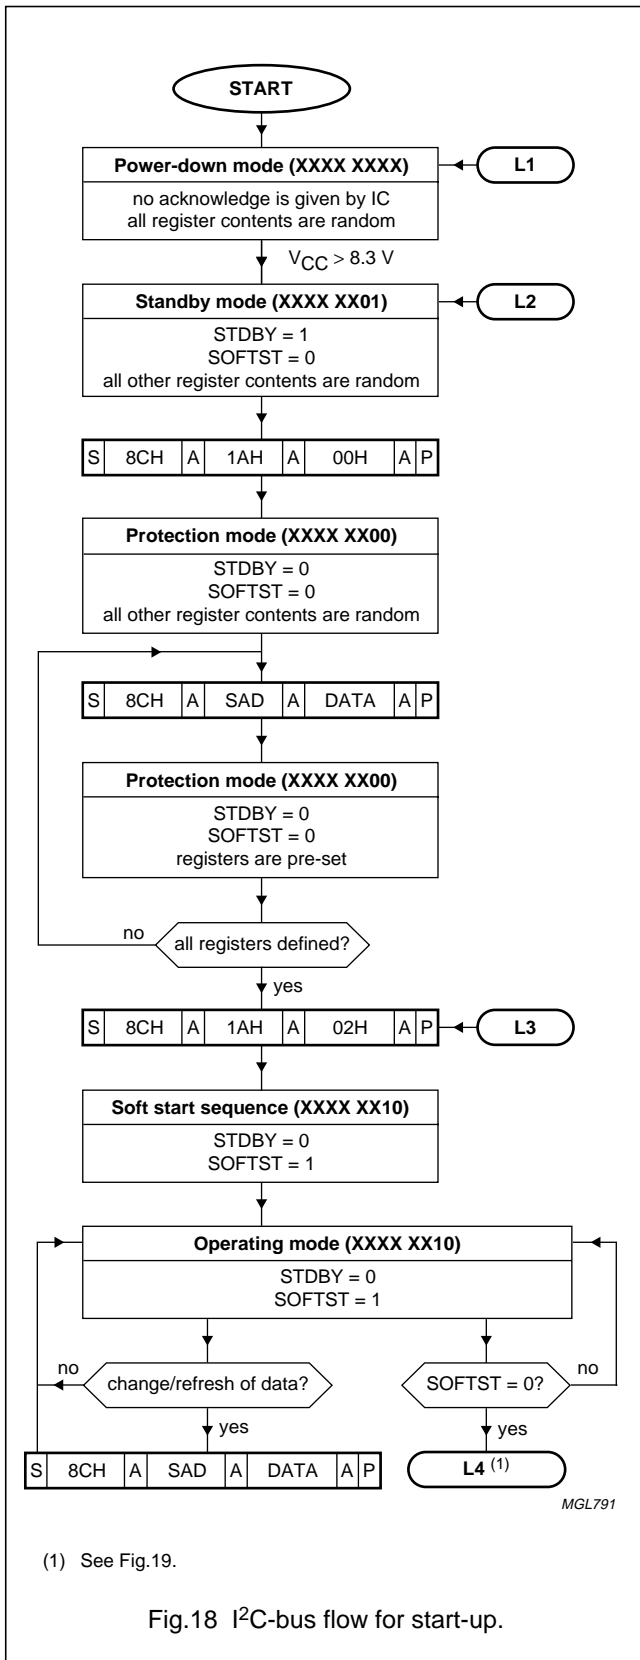 START
Power-down mode (XXXX XXXX)
L1
no acknowledge is given by IC
all register contents are random
VCC > 8.3 V
Standby mode (XXXX XX01)
L2
STDBY = 1
SOFTST = 0
all other register contents are random
S 8CH A 1AH A 00H A P
Protection mode (XXXX XX00)
STDBY = 0
SOFTST = 0
all other register contents are random
S 8CH A SAD A DATA A P
Protection mode (XXXX XX00)
STDBY = 0
SOFTST = 0
registers are pre-set
no
all registers defined?
yes
S 8CH A 1AH A 02H A P
L3
Soft start sequence (XXXX XX10)
STDBY = 0
SOFTST = 1
Operating mode (XXXX XX10)
STDBY = 0
SOFTST = 1
no
change/refresh of data?
SOFTST = 0?
no
yes
yes
S 8CH A SAD A DATA A P
L4 (1)
MGL791
(1) See Fig.19.
Fig.18 I²C-bus flow for start-up.